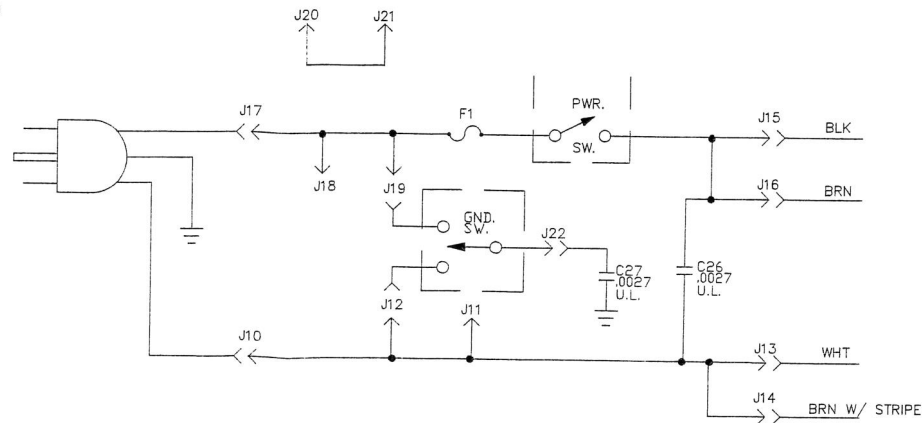 J20
J21
J17
F1
PWR.
SW.
J15
BLK
J18
J19
J16
BRN
GND.
SW.
J22
C27
.0027
U.L.
C26
.0027
U.L.
J12
J11
J10
J13
WHT
J14
BRN W/ STRIPE